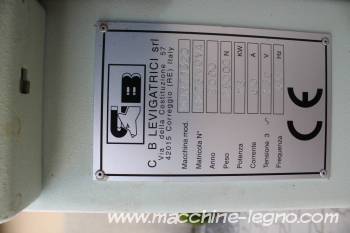 CB
C B LEVIGATRICI srl
Via della Costituzione 57
42015 Correggio (RE) Italy
Macchina mod.
Matricola N°
Anno
Peso N
Potenza
Corrente A
Tensione 3 ~ V
Frequenza Hz
CE
www.macchine-legno.com